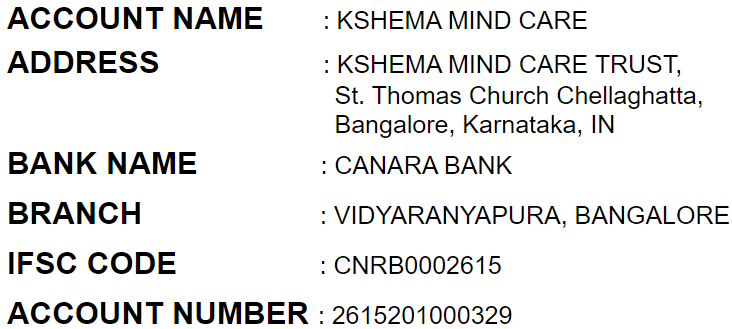 ACCOUNT NAME : KSHEMA MIND CARE
ADDRESS : KSHEMA MIND CARE TRUST,
St. Thomas Church Chellaghatta,
Bangalore, Karnataka, IN
BANK NAME : CANARA BANK
BRANCH : VIDYARANYAPURA, BANGALORE
IFSC CODE : CNRB0002615
ACCOUNT NUMBER : 2615201000329